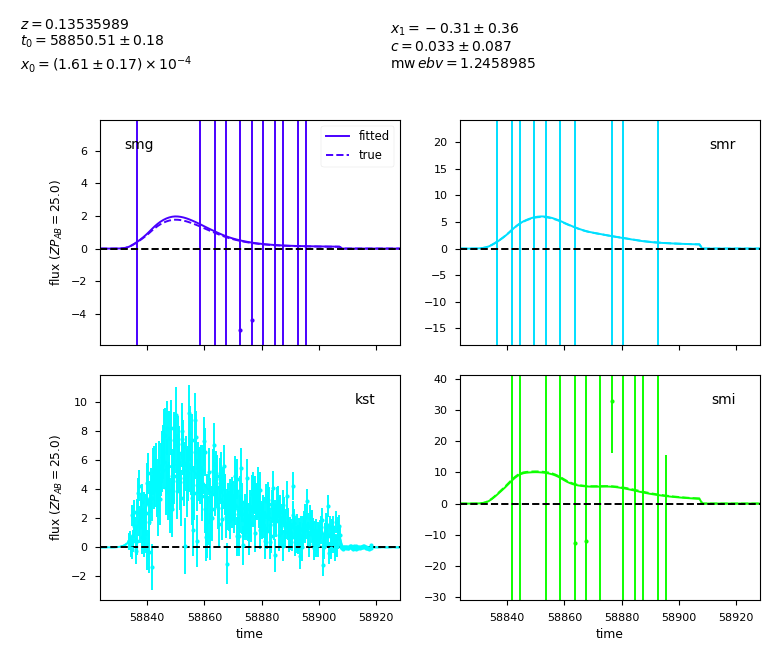 z = 0.13535989
t₀ = 58850.51 ± 0.18
x₀ = (1.61 ± 0.17) × 10⁻⁴
x₁ = −0.31 ± 0.36
c = 0.033 ± 0.087
mw ebv = 1.2458985
smg
fitted
true
flux (ZP_AB = 25.0)
6
4
2
0
−2
−4
smr
20
15
10
5
0
−5
−10
−15
kst
flux (ZP_AB = 25.0)
10
8
6
4
2
0
−2
58840 58860 58880 58900 58920
time
smi
40
30
20
10
0
−10
−20
−30
58840 58860 58880 58900 58920
time